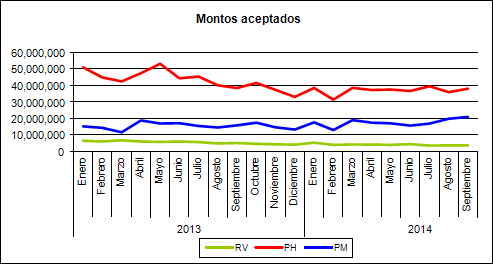 Montos aceptados
60,000,000
50,000,000
40,000,000
30,000,000
20,000,000
10,000,000
0
Enero
Febrero
Marzo
Abril
Mayo
Junio
Julio
Agosto
Septiembre
Octubre
Noviembre
Diciembre
Enero
Febrero
Marzo
Abril
Mayo
Junio
Julio
Agosto
Septiembre
2013
2014
RV
PH
PM